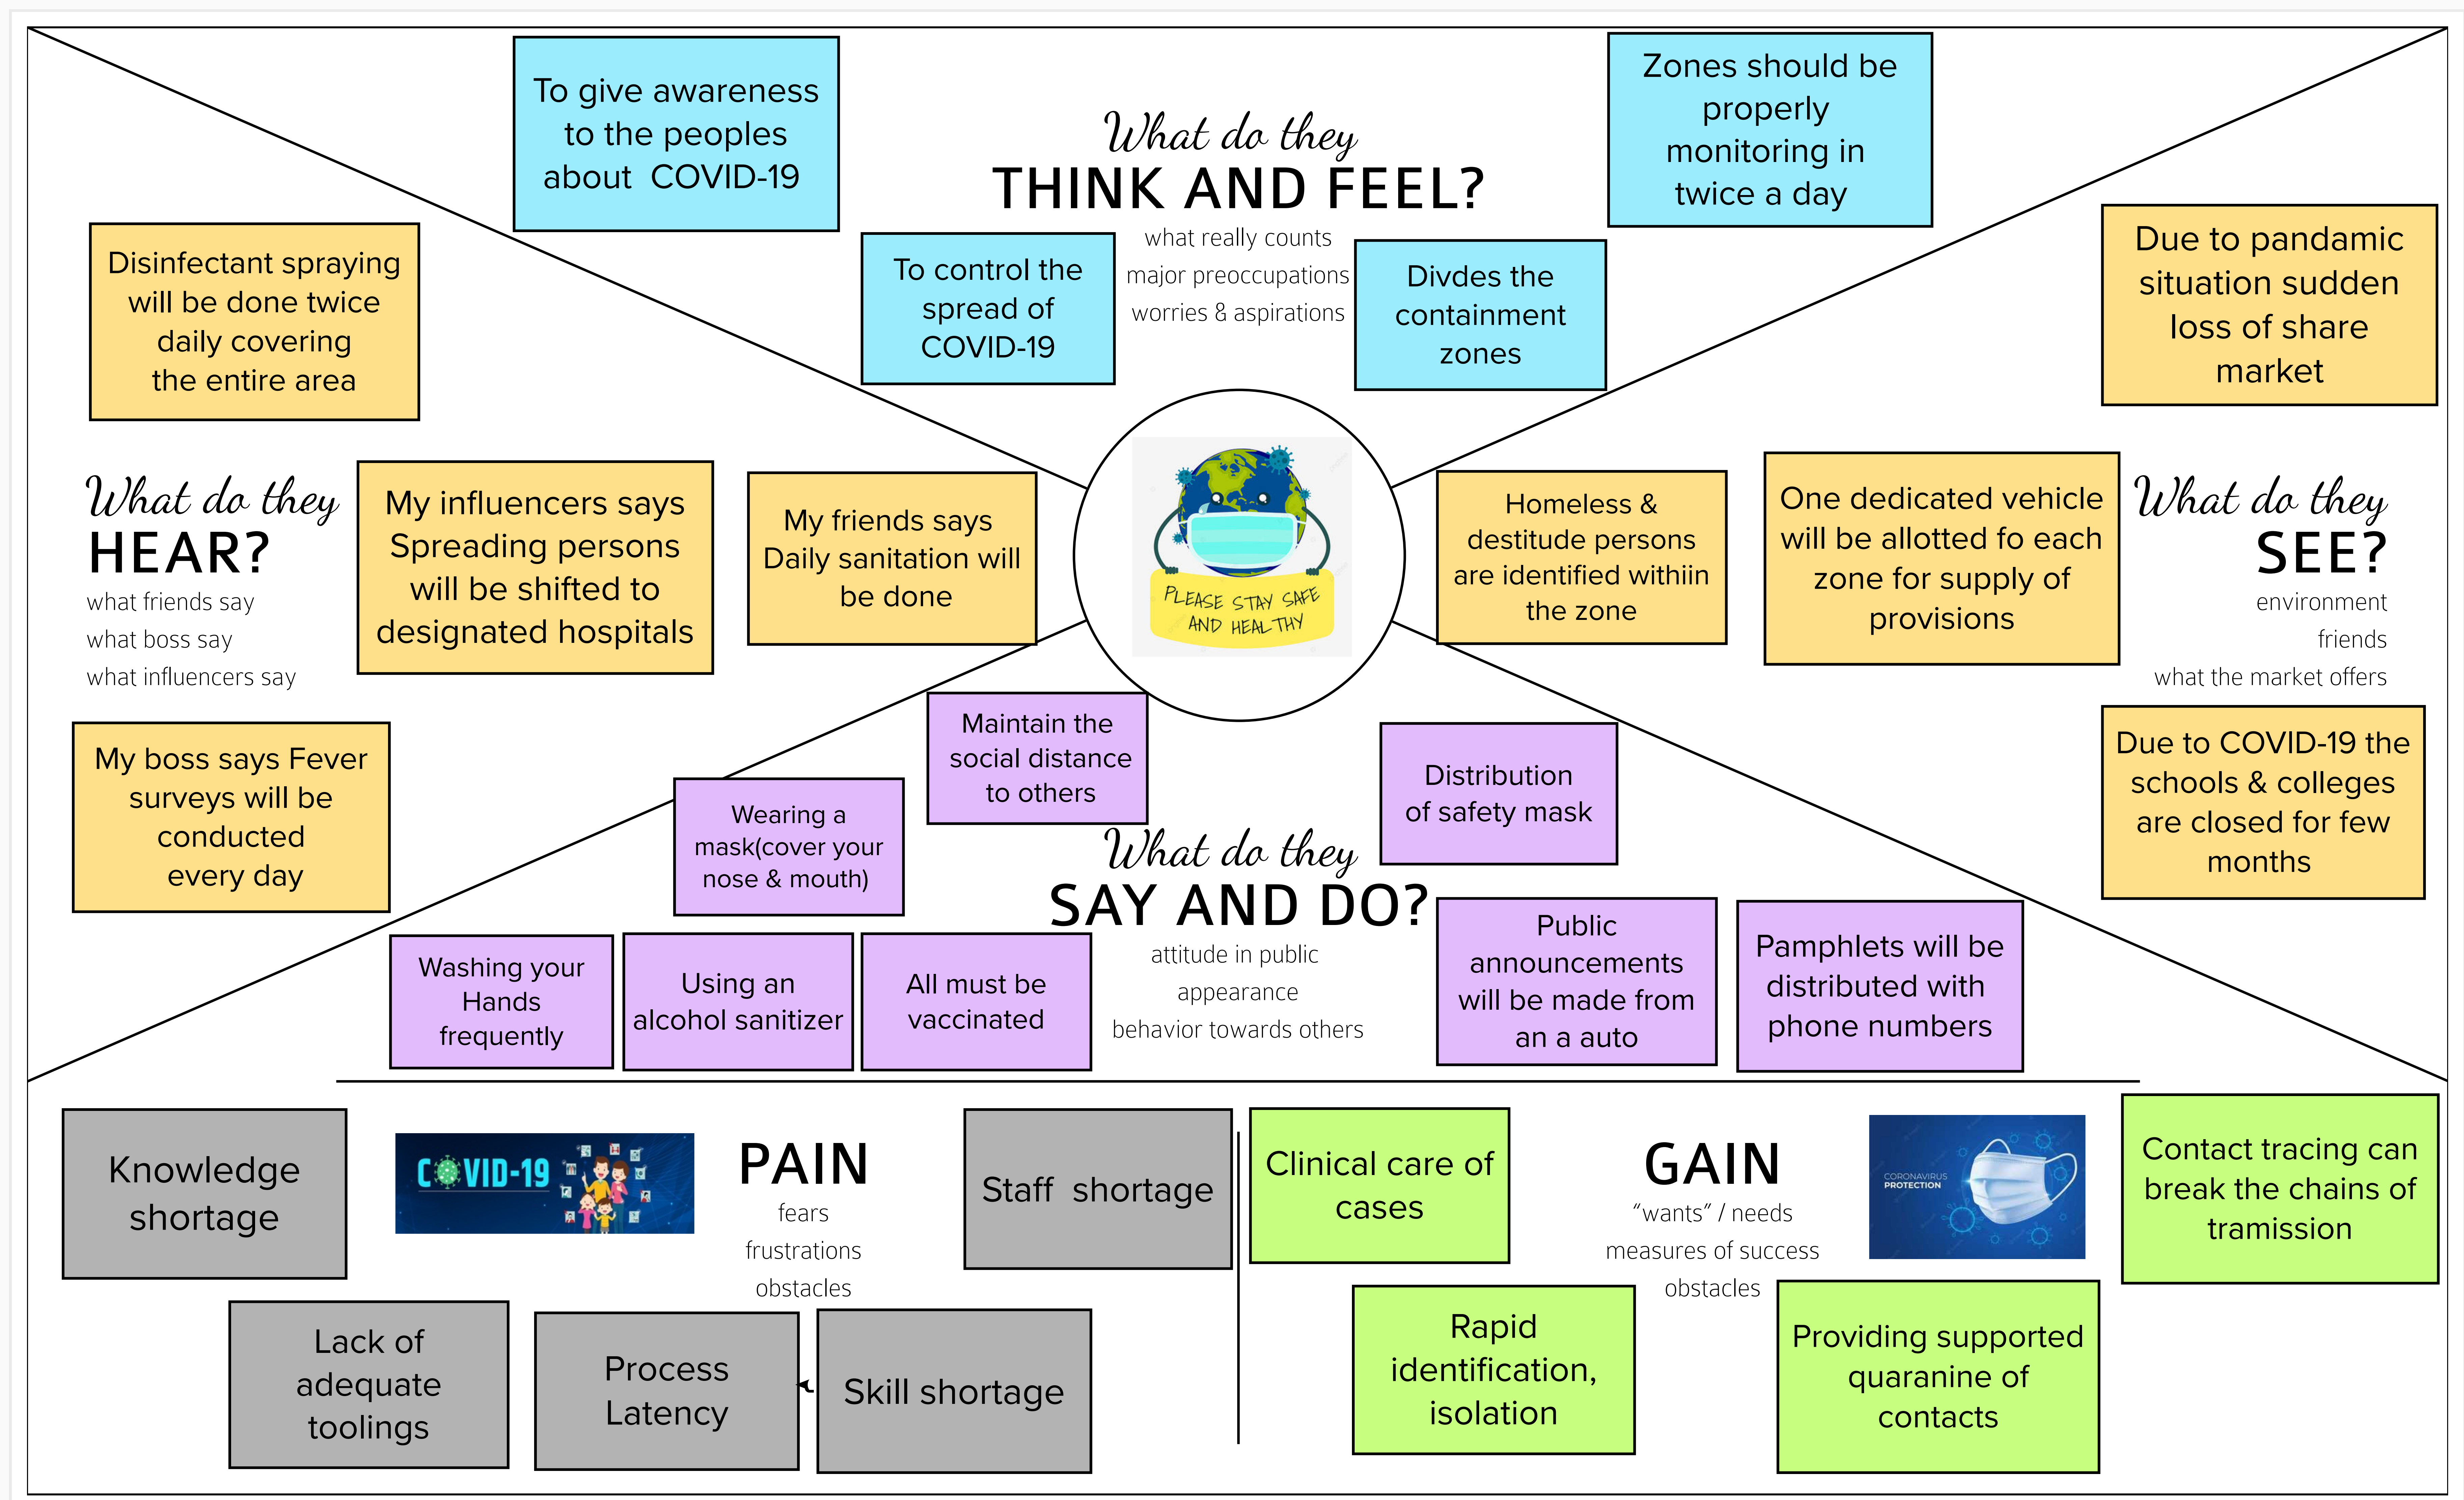 To give awareness
to the peoples
about  COVID-19
What do they
THINK AND FEEL?
what really counts
major preoccupations
worries & aspirations
Zones should be
properly
monitoring in
twice a day
To control the
spread of
COVID-19
Divdes the
containment
zones
Disinfectant spraying
will be done twice
daily covering
the entire area
What do they
HEAR?
what friends say
what boss say
what influencers say
My influencers says
Spreading persons
will be shifted to
designated hospitals
My friends says
Daily sanitation will
be done
My boss says Fever
surveys will be
conducted
every day
PLEASE STAY SAFE
AND HEALTHY
Due to pandamic
situation sudden
loss of share
market
Homeless &
destitude persons
are identified withiin
the zone
One dedicated vehicle
will be allotted fo each
zone for supply of
provisions
What do they
SEE?
environment
friends
what the market offers
Due to COVID-19 the
schools & colleges
are closed for few
months
Maintain the
social distance
to others
Wearing a
mask(cover your
nose & mouth)
Distribution
of safety mask
What do they
SAY AND DO?
attitude in public
appearance
behavior towards others
Washing your
Hands
frequently
Using an
alcohol sanitizer
All must be
vaccinated
Public
announcements
will be made from
an a auto
Pamphlets will be
distributed with
phone numbers
Knowledge
shortage
COVID-19
PAIN
fears
frustrations
obstacles
Staff  shortage
Lack of
adequate
toolings
Process
Latency
Skill shortage
Clinical care of
cases
GAIN
“wants” / needs
measures of success
obstacles
CORONAVIRUS
PROTECTION
Contact tracing can
break the chains of
tramission
Rapid
identification,
isolation
Providing supported
quaranine of
contacts